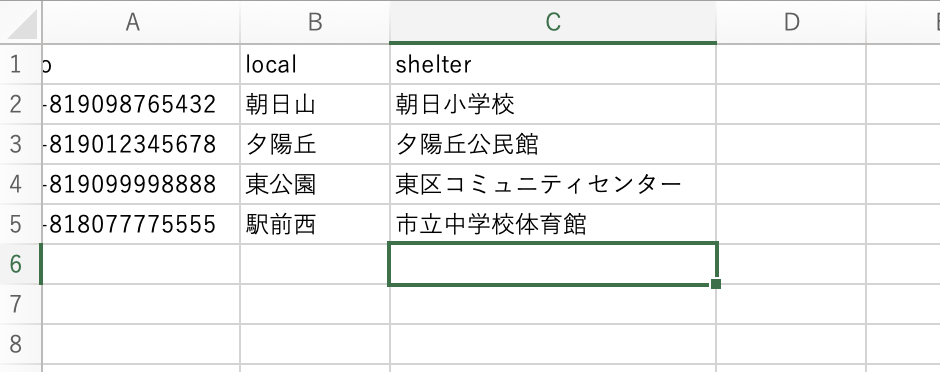 A B C D
1 local shelter
2 819098765432 朝日山 朝日小学校
3 819012345678 夕陽丘 夕陽丘公民館
4 819099998888 東公園 東区コミュニティセンター
5 818077775555 駅前西 市立中学校体育館
6
7
8